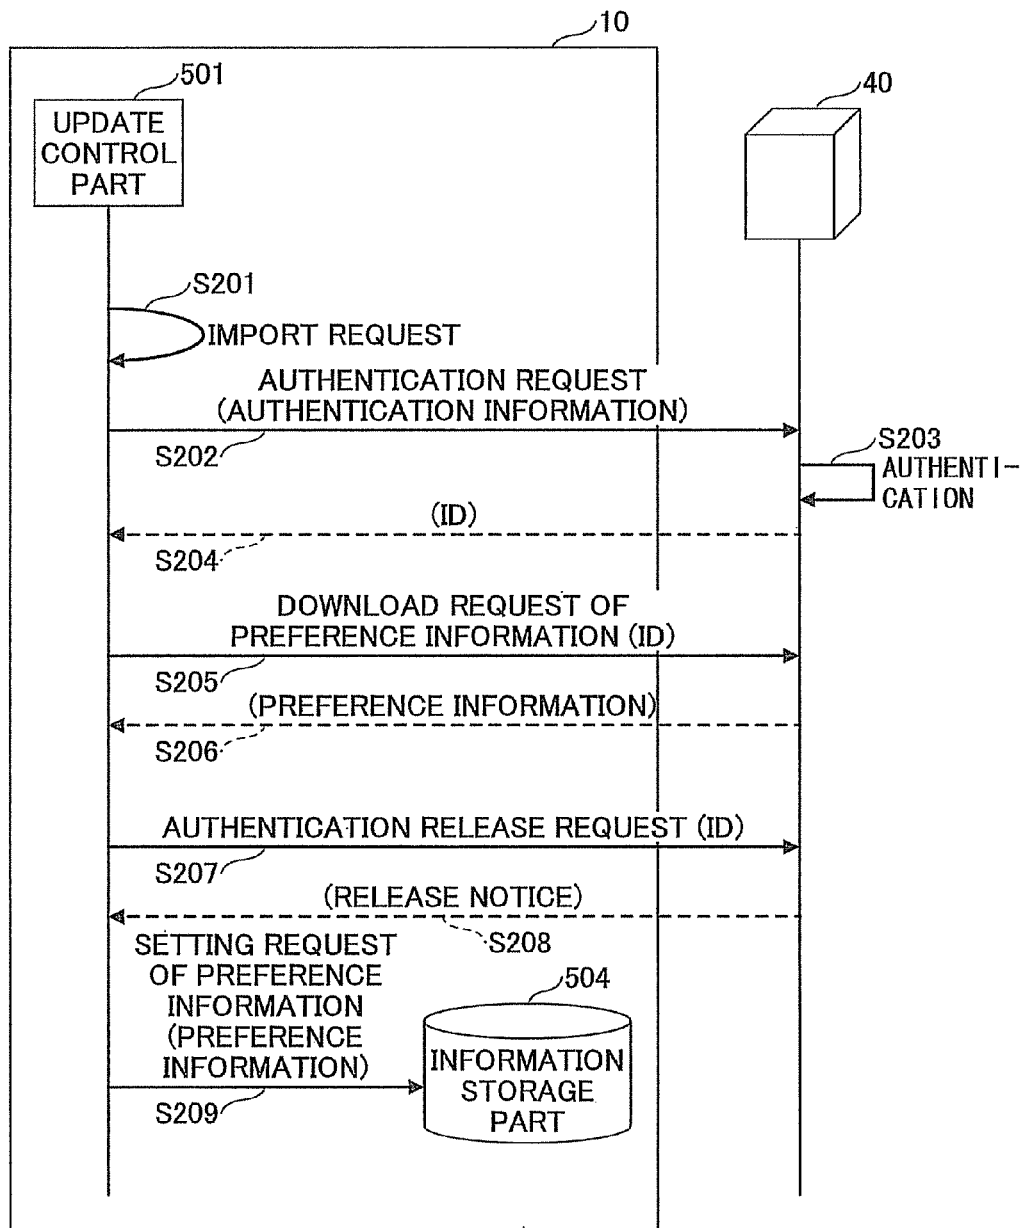 10
501
40
UPDATE
CONTROL
PART
S201
IMPORT REQUEST
AUTHENTICATION REQUEST
(AUTHENTICATION INFORMATION)
S202
S203
AUTHENTI-
CATION
(ID)
S204
DOWNLOAD REQUEST OF
PREFERENCE INFORMATION (ID)
S205
(PREFERENCE INFORMATION)
S206
AUTHENTICATION RELEASE REQUEST (ID)
S207
(RELEASE NOTICE)
S208
SETTING REQUEST
OF PREFERENCE
INFORMATION
(PREFERENCE
INFORMATION)
S209
504
INFORMATION
STORAGE
PART